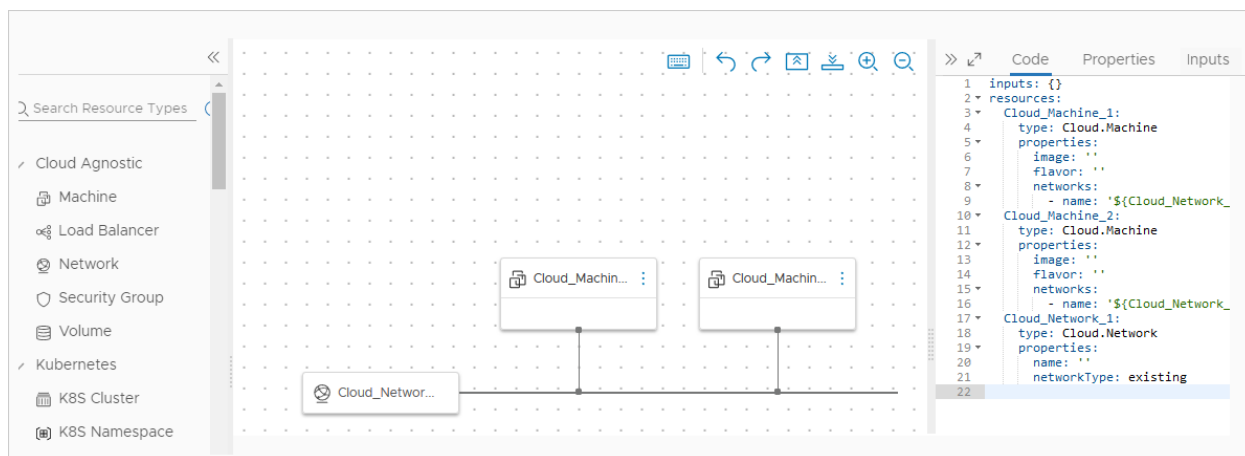 Search Resource Types
Cloud Agnostic
Machine
Load Balancer
Network
Security Group
Volume
Kubernetes
K8S Cluster
K8S Namespace
Cloud_Machin...
Cloud_Machin...
Cloud_Networ...
Code Properties Inputs
1 inputs: {}
2 resources:
3 Cloud_Machine_1:
4 type: Cloud.Machine
5 properties:
6 image: ''
7 flavor: ''
8 networks:
9 - name: '${Cloud_Network_
10 Cloud_Machine_2:
11 type: Cloud.Machine
12 properties:
13 image: ''
14 flavor: ''
15 networks:
16 - name: '${Cloud_Network_
17 Cloud_Network_1:
18 type: Cloud.Network
19 properties:
20 name: ''
21 networkType: existing
22